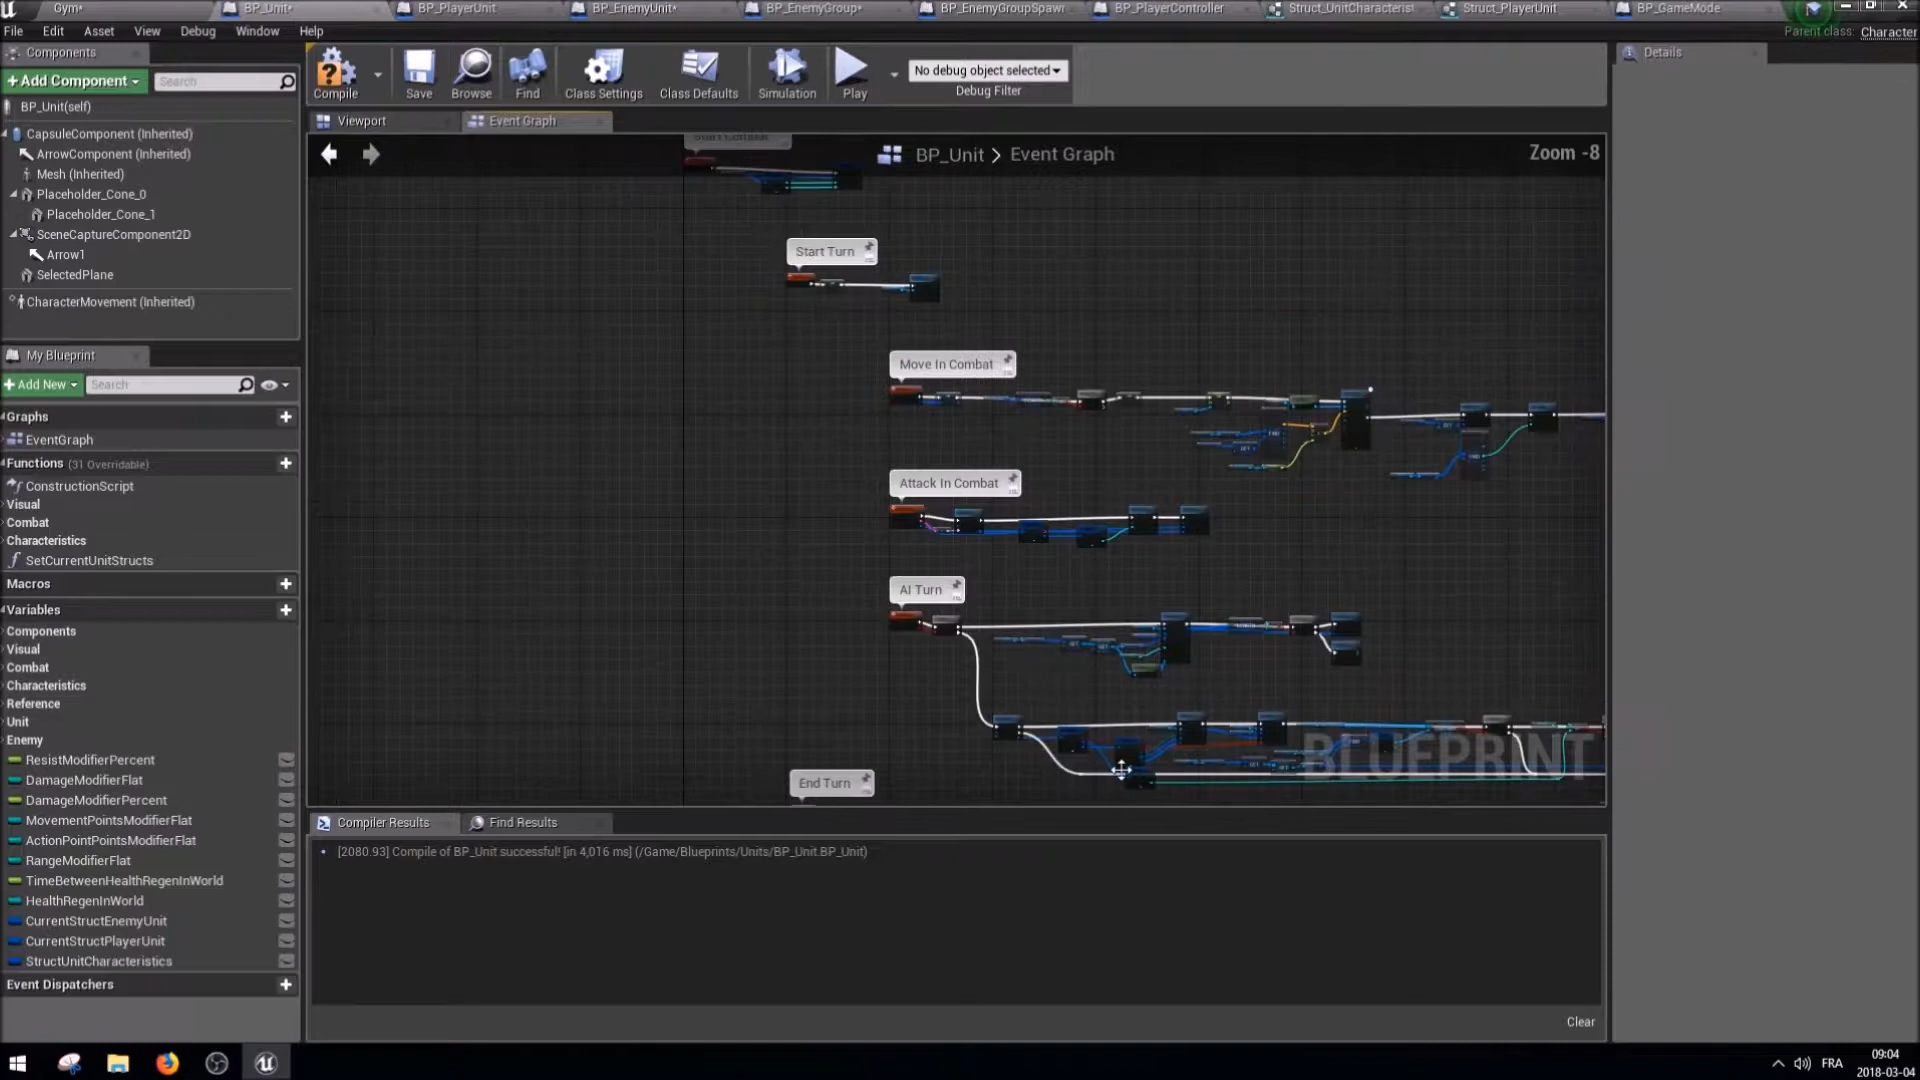 Gym*
BP_Unit*
BP_PlayerUnit
BP_EnemyUnit*
BP_EnemyGroup*
BP_EnemyGroupSpawn
BP_PlayerController
Struct_UnitCharacterist
Struct_PlayerUnit
BP_GameMode
File Edit Asset View Window Help
Parent class: Character
Components
+Add Component
Search
BP_Unit(self)
CapsuleComponent (Inherited)
ArrowComponent (Inherited)
Mesh (Inherited)
Placeholder_Cone_0
Placeholder_Cone_1
SceneCaptureComponent2D
Arrow1
SelectedPlane
CharacterMovement (Inherited)
My Blueprint
+Add New
Search
Graphs
EventGraph
Functions (31 Overridable)
ConstructionScript
Visual
Combat
Characteristics
SetCurrentUnitStructs
Macros
Variables
Components
Visual
Combat
Characteristics
Reference
Unit
Enemy
ResistModifierPercent
DamageModifierFlat
DamageModifierPercent
MovementPointsModifierFlat
ActionPointPointsModifierFlat
RangeModifierFlat
TimeBetweenHealthRegenInWorld
HealthRegenInWorld
CurrentStructEnemyUnit
CurrentStructPlayerUnit
StructUnitCharacteristics
Event Dispatchers
Compile
Save
Browse
Find
Class Settings
Class Defaults
Simulation
Play
No debug object selected
Debug Filter
Viewport
Event Graph
BP_Unit > Event Graph
Zoom -8
Start Turn
Move In Combat
Attack In Combat
AI Turn
End Turn
BLUEPRINT
Compiler Results
Find Results
[2080.93] Compile of BP_Unit successful! [in 4,016 ms] (/Game/Blueprints/Units/BP_Unit.BP_Unit)
Clear
Details
FRA
09:04
2018-03-04